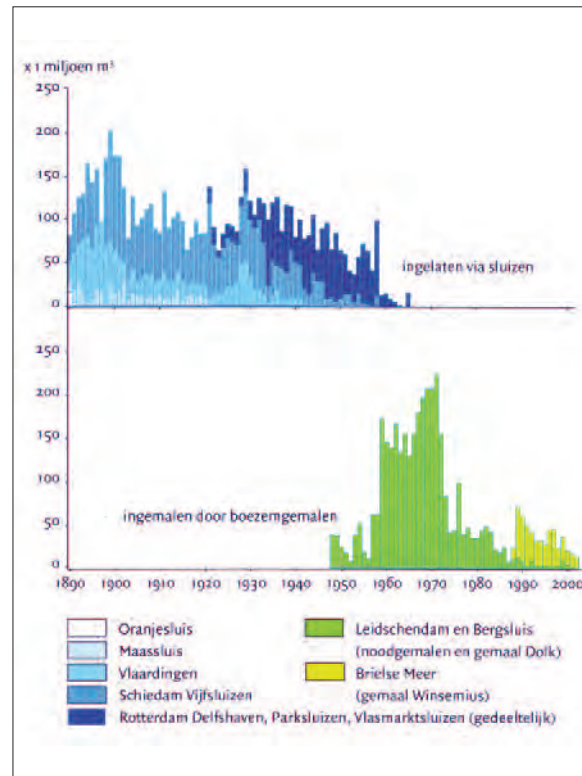 x 1 miljoen m³
250
200
150
100
50
0
ingelaten via sluizen
250
200
150
100
50
0
ingemalen door boezemgemalen
1890 1900 1910 1920 1930 1940 1950 1960 1970 1980 1990 2000
Oranjesluis
Maassluis
Vlaardingen
Schiedam Vijfsluizen
Rotterdam Delfshaven, Parksluizen, Vlasmarktsluizen (gedeeltelijk)
Leidschendam en Bergsluis
(noodgemalen en gemaal Dolk)
Brielse Meer
(gemaal Winsemius)